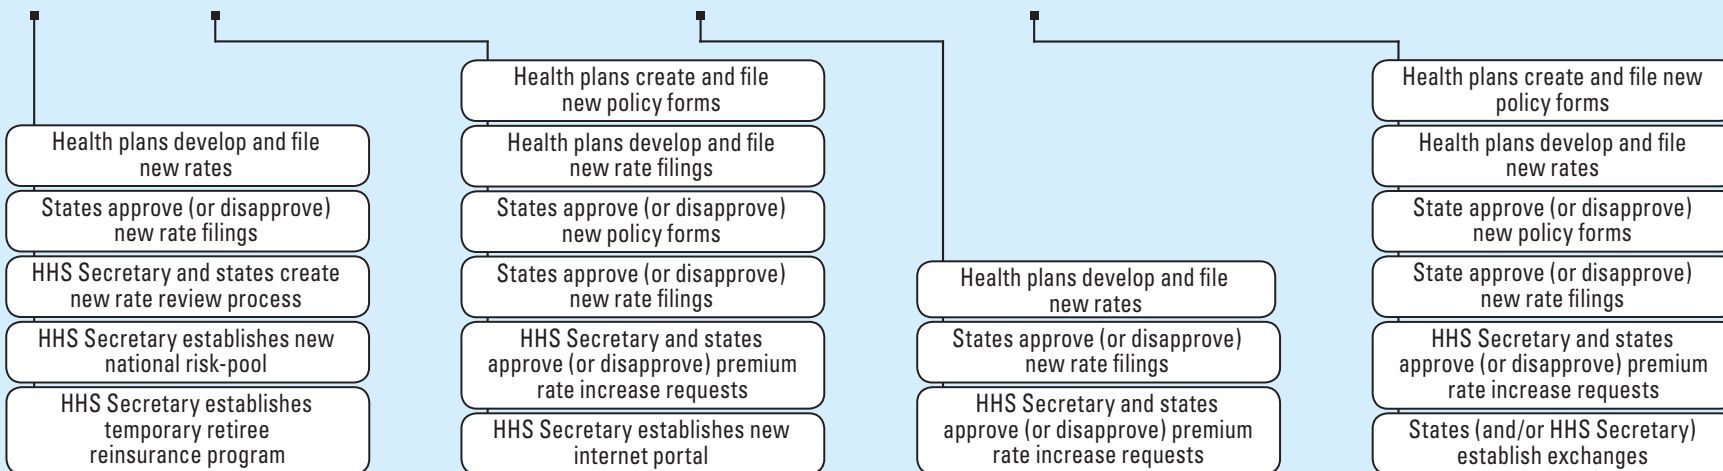 Health plans develop and file
new rates
States approve (or disapprove)
new rate filings
HHS Secretary and states create
new rate review process
HHS Secretary establishes new
national risk-pool
HHS Secretary establishes
temporary retiree
reinsurance program
Health plans create and file
new policy forms
Health plans develop and file
new rate filings
States approve (or disapprove)
new policy forms
States approve (or disapprove)
new rate filings
HHS Secretary and states
approve (or disapprove) premium
rate increase requests
HHS Secretary establishes new
internet portal
Health plans develop and file
new rates
States approve (or disapprove)
new rate filings
HHS Secretary and states
approve (or disapprove) premium
rate increase requests
Health plans create and file new
policy forms
Health plans develop and file
new rates
State approve (or disapprove)
new policy forms
State approve (or disapprove)
new rate filings
HHS Secretary and states
approve (or disapprove) premium
rate increase requests
States (and/or HHS Secretary)
establish exchanges